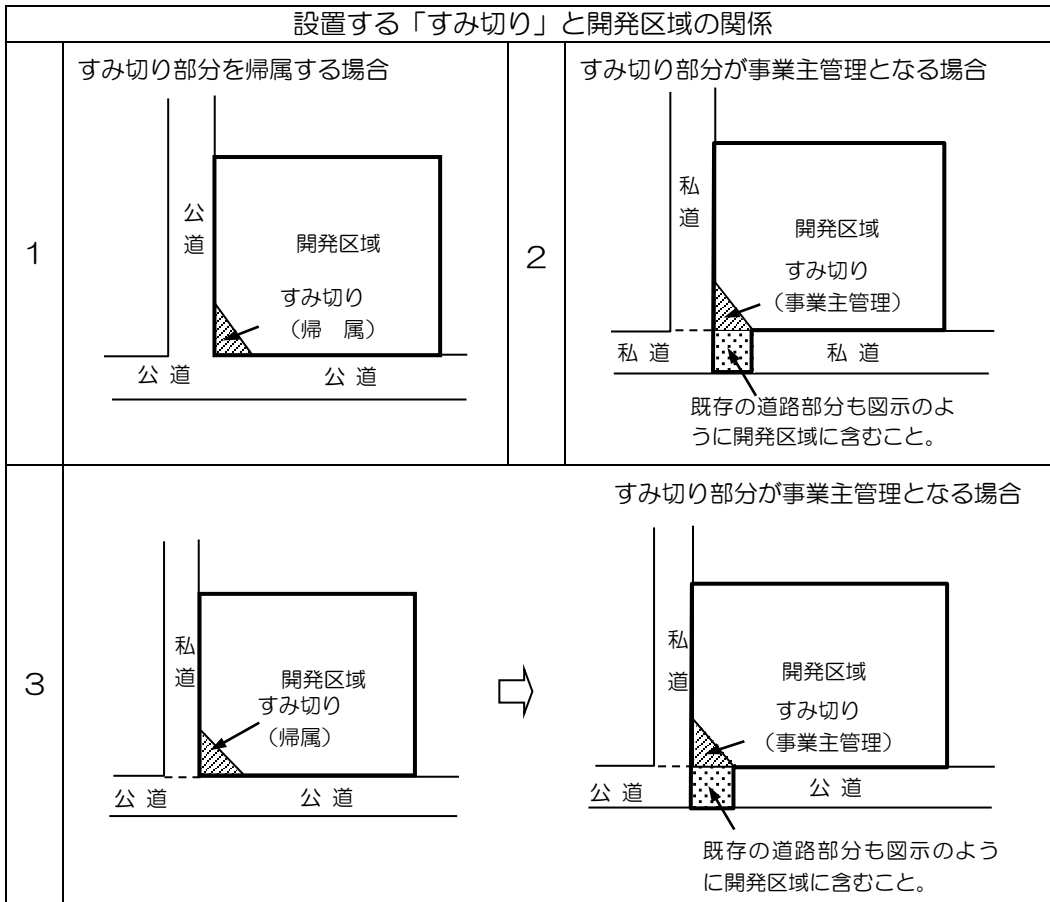 設置する「すみ切り」と開発区域の関係
1
すみ切り部分を帰属する場合
公
道
開発区域
すみ切り
（帰　属）
公 道
公 道
2
すみ切り部分が事業主管理となる場合
私
道
開発区域
すみ切り
（事業主管理）
私 道
私 道
既存の道路部分も図示のよ
うに開発区域に含むこと。
3
私
道
開発区域
すみ切り
（帰属）
公 道
公 道
すみ切り部分が事業主管理となる場合
私
道
開発区域
すみ切り
（事業主管理）
公 道
公 道
既存の道路部分も図示のよう
に開発区域に含むこと。